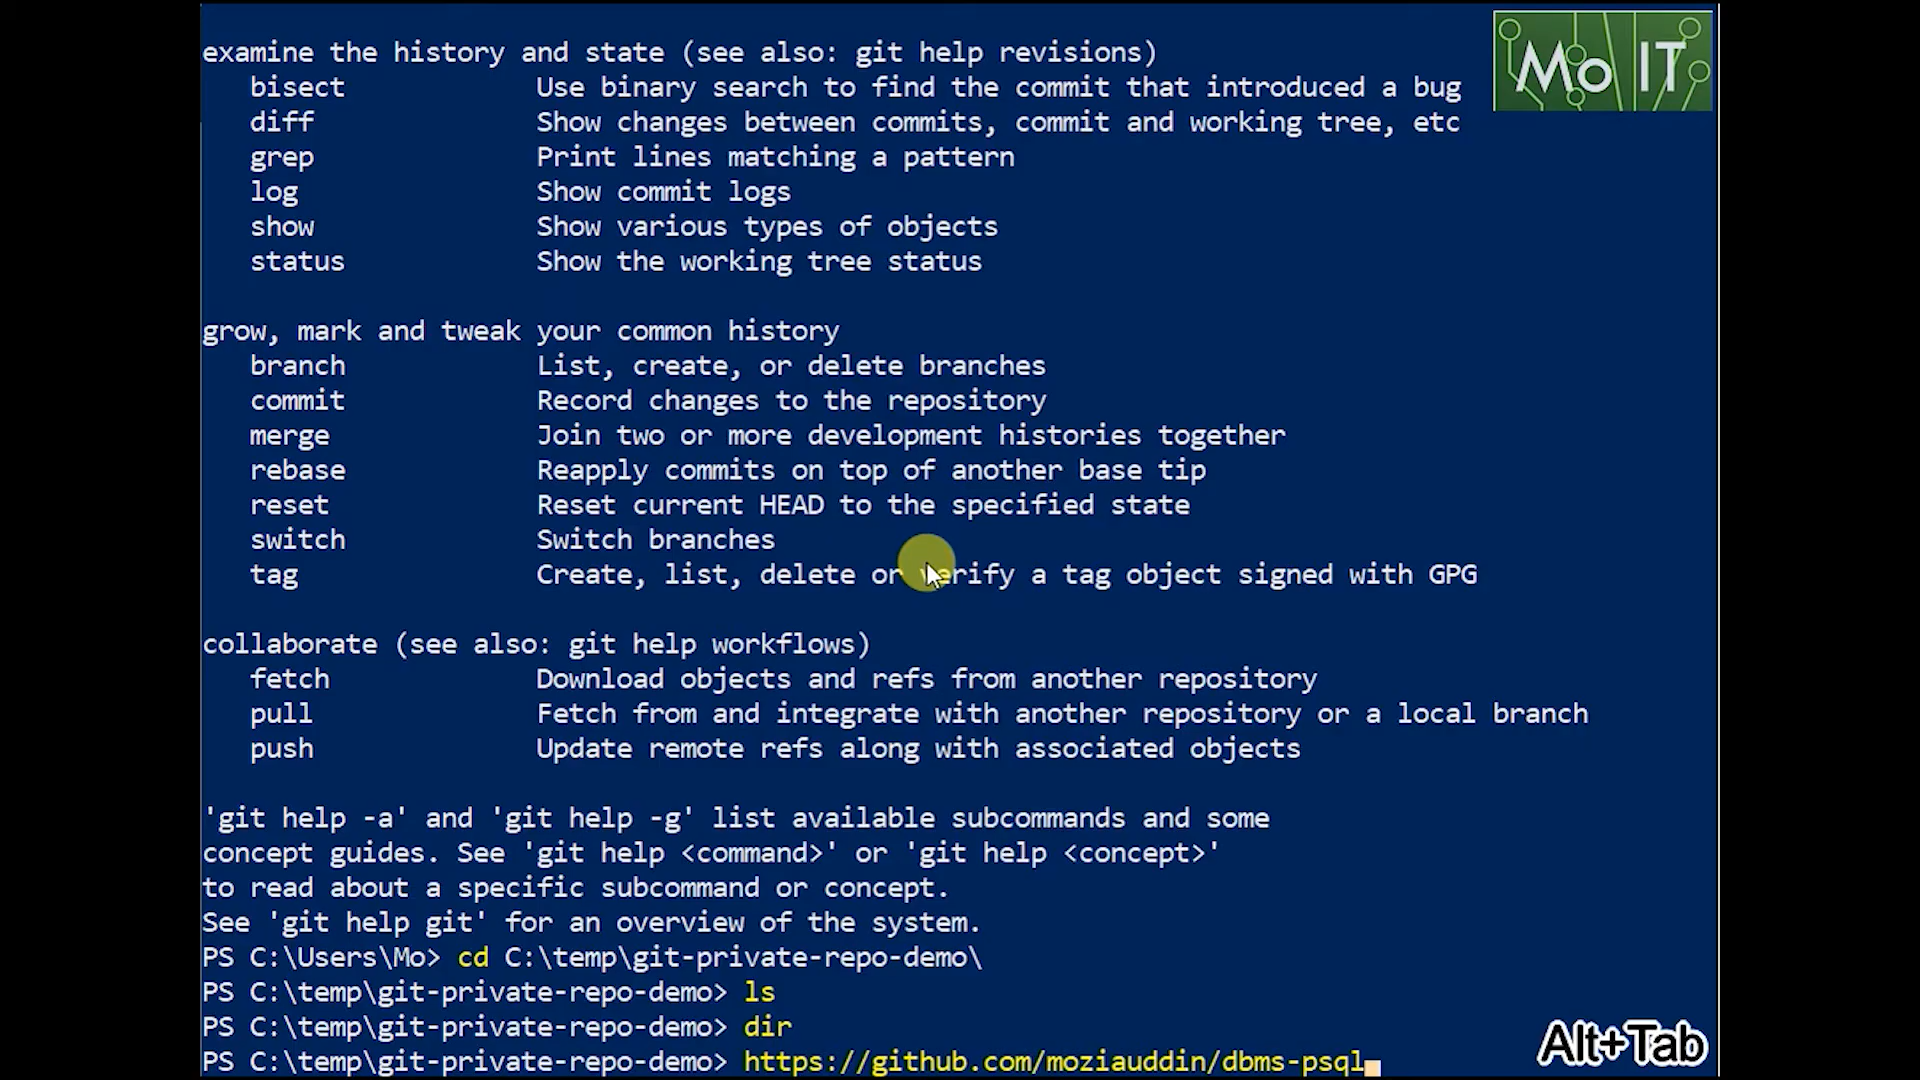 examine the history and state (see also: git help revisions)
bisect Use binary search to find the commit that introduced a bug
diff Show changes between commits, commit and working tree, etc
grep Print lines matching a pattern
log Show commit logs
show Show various types of objects
status Show the working tree status
grow, mark and tweak your common history
branch List, create, or delete branches
commit Record changes to the repository
merge Join two or more development histories together
rebase Reapply commits on top of another base tip
reset Reset current HEAD to the specified state
switch Switch branches
tag Create, list, delete or verify a tag object signed with GPG
collaborate (see also: git help workflows)
fetch Download objects and refs from another repository
pull Fetch from and integrate with another repository or a local branch
push Update remote refs along with associated objects
'git help -a' and 'git help -g' list available subcommands and some
concept guides. See 'git help <command>' or 'git help <concept>'
to read about a specific subcommand or concept.
See 'git help git' for an overview of the system.
PS C:\Users\Mo> cd C:\temp\git-private-repo-demo\
PS C:\temp\git-private-repo-demo> ls
PS C:\temp\git-private-repo-demo> dir
PS C:\temp\git-private-repo-demo> https://github.com/moziauddin/dbms-psql
Mo IT
Alt+Tab